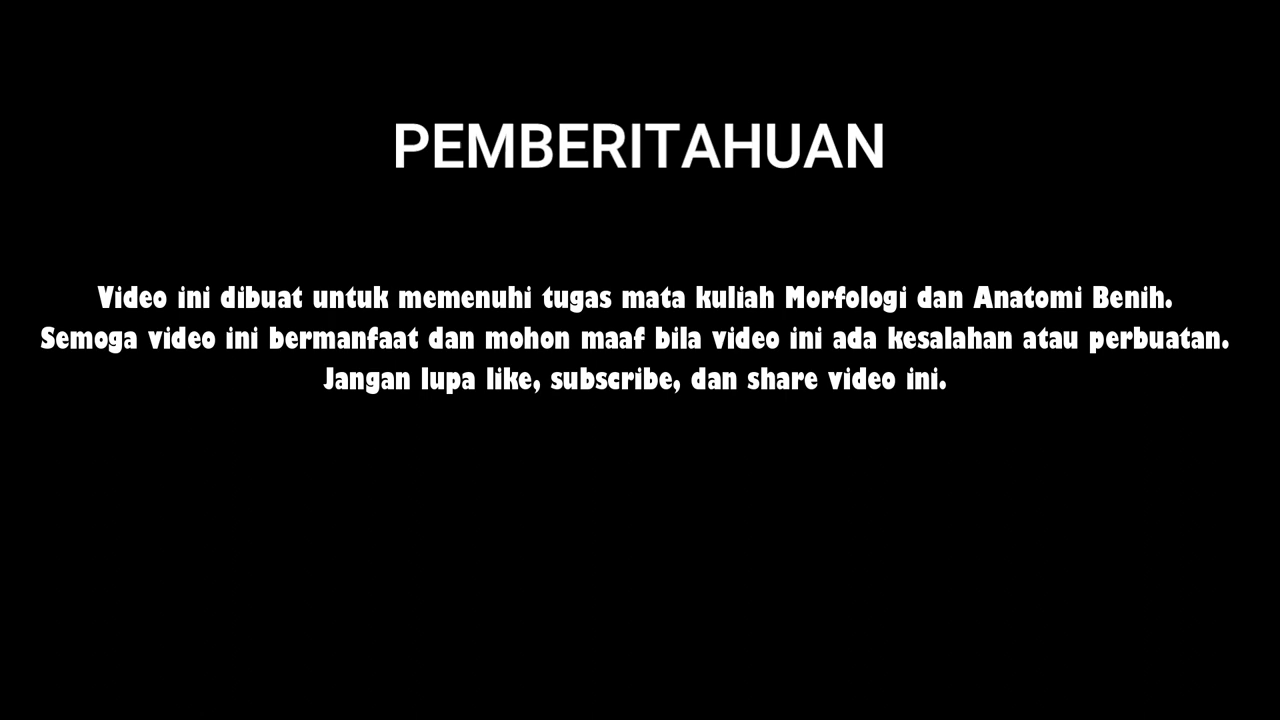 PEMBERITAHUAN
Video ini dibuat untuk memenuhi tugas mata kuliah Morfologi dan Anatomi Benih.
Semoga video ini bermanfaat dan mohon maaf bila video ini ada kesalahan atau perbuatan.
Jangan lupa like, subscribe, dan share video ini.